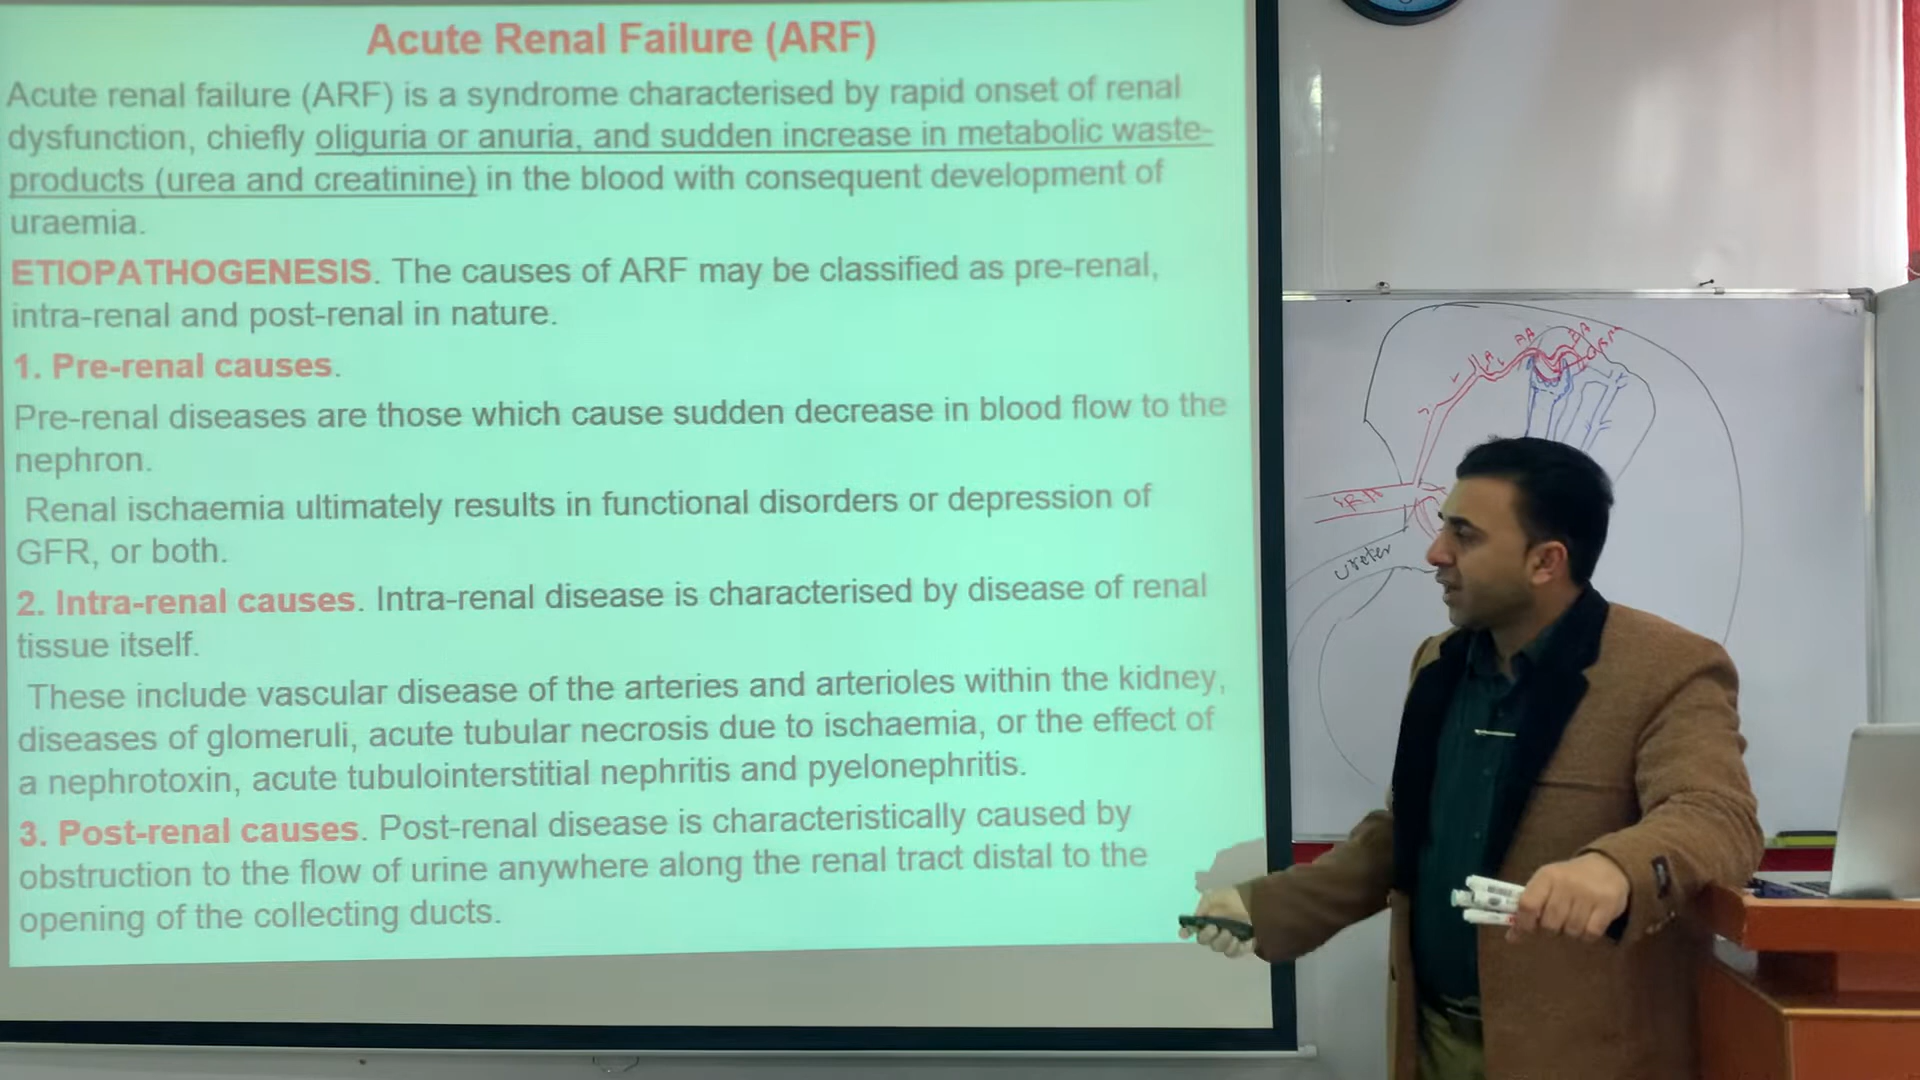 Acute Renal Failure (ARF)
Acute renal failure (ARF) is a syndrome characterised by rapid onset of renal
dysfunction, chiefly oliguria or anuria, and sudden increase in metabolic waste-
products (urea and creatinine) in the blood with consequent development of
uraemia.
ETIOPATHOGENESIS. The causes of ARF may be classified as pre-renal,
intra-renal and post-renal in nature.
1. Pre-renal causes.
Pre-renal diseases are those which cause sudden decrease in blood flow to the
nephron.
Renal ischaemia ultimately results in functional disorders or depression of
GFR, or both.
2. Intra-renal causes. Intra-renal disease is characterised by disease of renal
tissue itself.
These include vascular disease of the arteries and arterioles within the kidney,
diseases of glomeruli, acute tubular necrosis due to ischaemia, or the effect of
a nephrotoxin, acute tubulointerstitial nephritis and pyelonephritis.
3. Post-renal causes. Post-renal disease is characteristically caused by
obstruction to the flow of urine anywhere along the renal tract distal to the
opening of the collecting ducts.
ureter